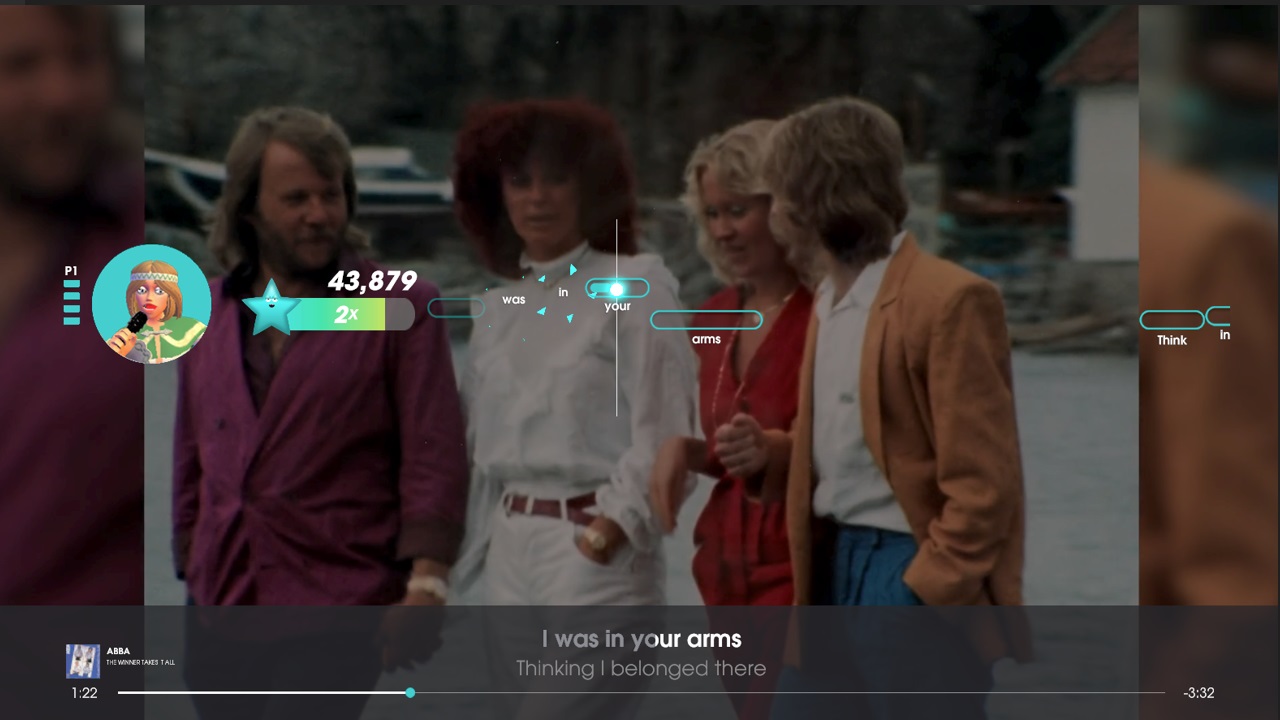 P1
43,879
2x
was
in
your
arms
Think
In
I was in your arms
Thinking I belonged there
ABBA
THE WINNER TAKES IT ALL
1:22
-3:32